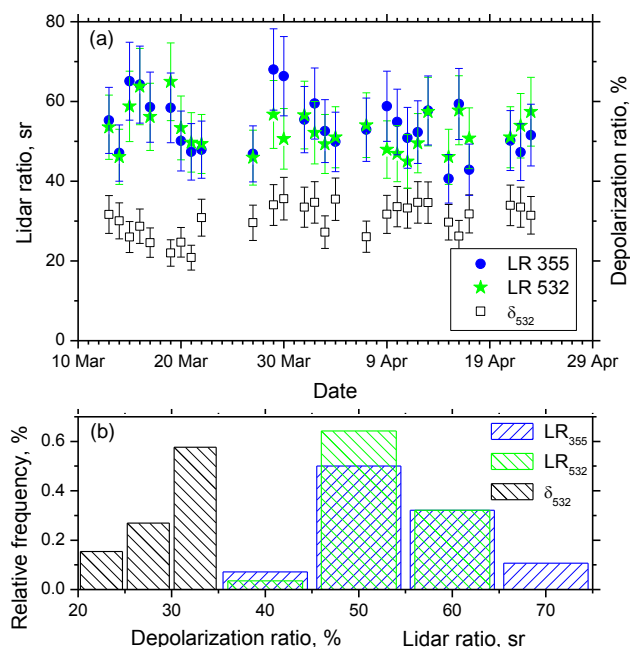 (a)
80
60
40
20
0
Lidar ratio, sr
Depolarization ratio, %
LR 355
LR 532
δ532
10 Mar 20 Mar 30 Mar 9 Apr 19 Apr 29 Apr
Date
(b)
0.6
0.4
0.2
0.0
Relative frequency, %
LR355
LR532
δ532
20 30 40 50 60 70
Depolarization ratio, % Lidar ratio, sr